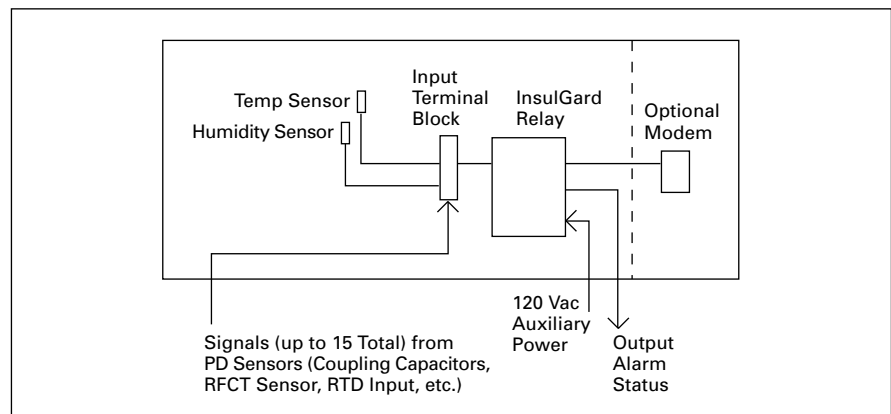 Input
Terminal
Block
Temp Sensor
Humidity Sensor
InsulGard
Relay
Optional
Modem
Signals (up to 15 Total) from
PD Sensors (Coupling Capacitors,
RFCT Sensor, RTD Input, etc.)
120 Vac
Auxiliary
Power
Output
Alarm
Status